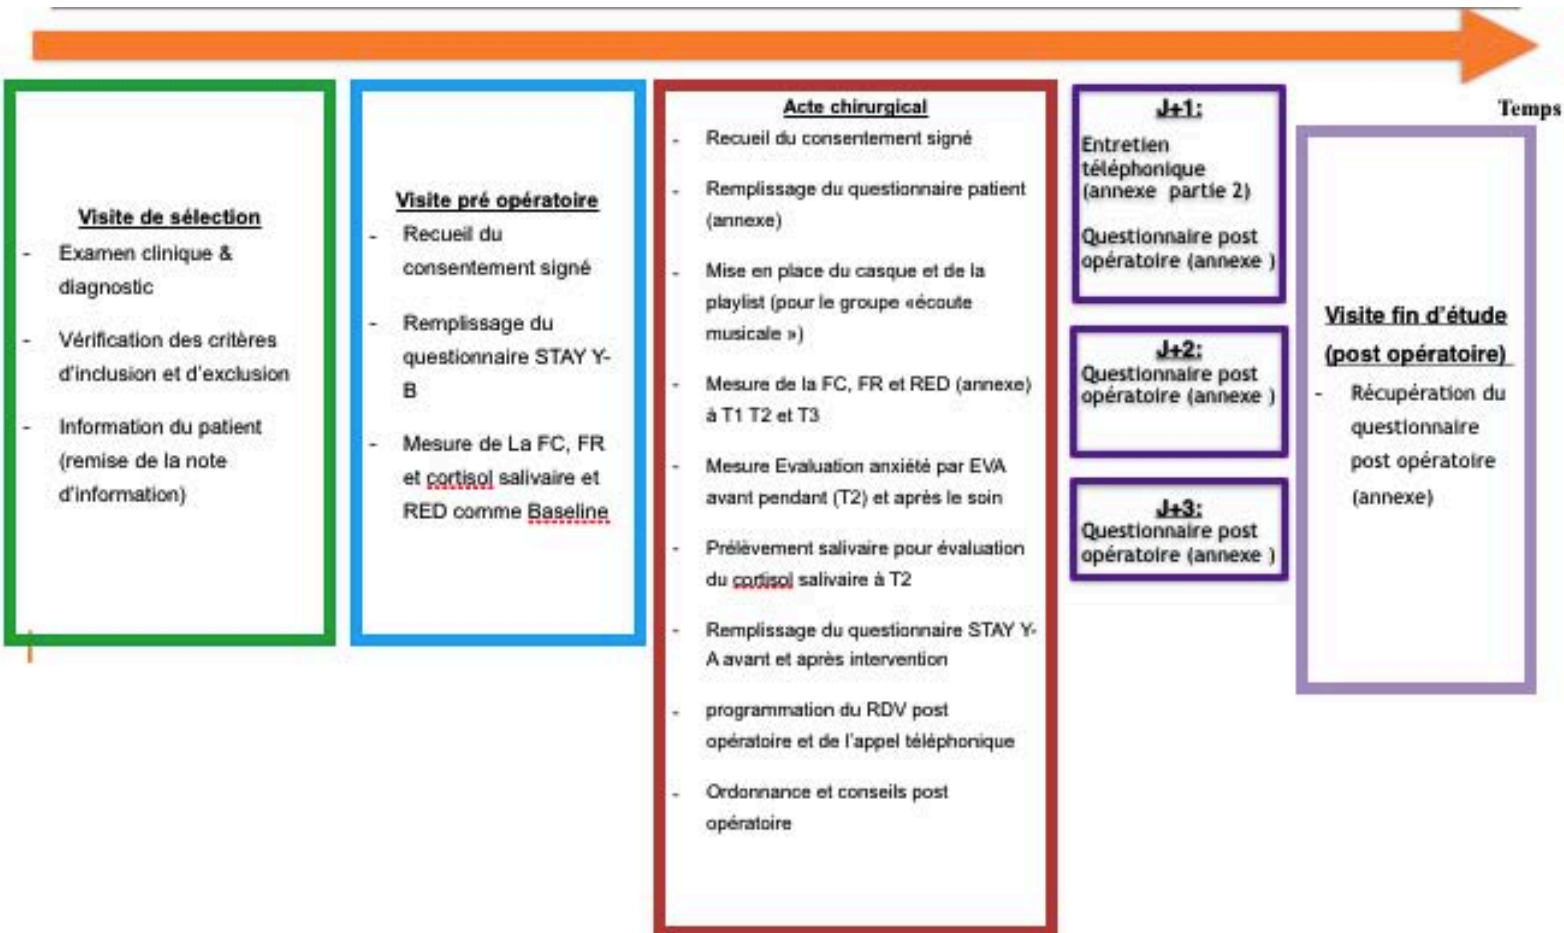 Temps
Visite de sélection
- Examen clinique &
diagnostic
- Vérification des critères
d'inclusion et d'exclusion
- Information du patient
(remise de la note
d'information)
Visite pré opératoire
- Recueil du
consentement signé
- Remplissage du
questionnaire STAY Y-
B
- Mesure de La FC, FR
et cortisol salivaire et
RED comme Baseline
Acte chirurgical
- Recueil du consentement signé
- Remplissage du questionnaire patient
(annexe)
- Mise en place du casque et de la
playlist (pour le groupe «écoute
musicale »)
- Mesure de la FC, FR et RED (annexe)
à T1 T2 et T3
- Mesure Evaluation anxiété par EVA
avant pendant (T2) et après le soin
- Prélèvement salivaire pour évaluation
du cortisol salivaire à T2
- Remplissage du questionnaire STAY Y-
A avant et après intervention
- programmation du RDV post
opératoire et de l'appel téléphonique
- Ordonnance et conseils post
opératoire
J+1:
Entretien
téléphonique
(annexe partie 2)
Questionnaire post
opératoire (annexe )
J+2:
Questionnaire post
opératoire (annexe )
J+3:
Questionnaire post
opératoire (annexe )
Visite fin d'étude
(post opératoire)
- Récupération du
questionnaire
post opératoire
(annexe)